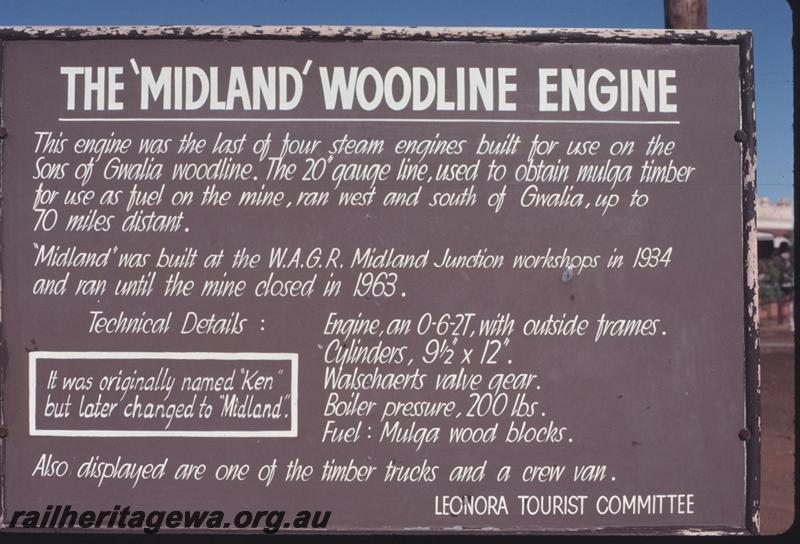 THE 'MIDLAND' WOODLINE ENGINE
This engine was the last of four steam engines built for use on the
Sons of Gwalia woodline. The 20" gauge line, used to obtain mulga timber
for use as fuel on the mine, ran west and south of Gwalia, up to
70 miles distant.
"Midland" was built at the W.A.G.R. Midland Junction workshops in 1934
and ran until the mine closed in 1963.
Technical Details :
Engine, an 0-6-2T, with outside frames.
Cylinders, 9½" x 12".
Walschaerts valve gear.
Boiler pressure, 200 lbs.
Fuel : Mulga wood blocks.
It was originally named "Ken"
but later changed to "Midland".
Also displayed are one of the timber trucks and a crew van.
LEONORA TOURIST COMMITTEE
railheritagewa.org.au